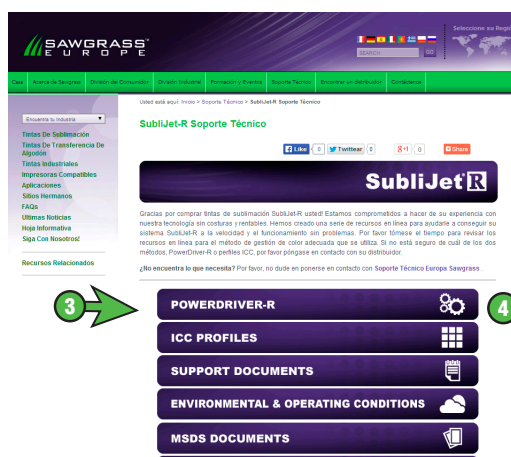 SAWGRASS™
EUROPE
Seleccione su Regi
SEARCH
GO
Casa
Acerca de Sawgrass
División del Consumidor
División Industrial
Formación y Eventos
Soporte Técnico
Encontrar un distribuidor
Contáctenos
Usted está aquí: Inicio > Soporte Técnico > SubliJet-R Soporte Técnico
Encuentra tu Industria
Tintas De Sublimación
Tintas De Transferencia De
Algodón
Tintas Industriales
Impresoras Compatibles
Aplicaciones
Sitios Hermanos
FAQs
Ultimas Noticias
Hoja Informativa
Siga Con Nosotros!
Recursos Relacionados
SubliJet-R Soporte Técnico
Like 0 Twittear 0 +1 0 Share
SubliJet R
Gracias por comprar tintas de sublimación SubliJet-R usted! Estamos comprometidos a hacer de su experiencia con
nuestra tecnología sin costuras y rentables. Hemos creado una serie de recursos en línea para ayudarle a conseguir su
sistema SubliJet-R a la velocidad y el funcionamiento sin problemas. Por favor tómese el tiempo para revisar los
recursos en línea para el método de gestión de color adecuada que se utiliza. Si no está seguro de cuál de los dos
métodos, PowerDriver-R o perfiles ICC, por favor póngase en contacto con su distribuidor.
¿No encuentra lo que necesita? Por favor, no dude en ponerse en contacto con Soporte Técnico Europa Sawgrass.
3
POWERDRIVER-R
4
ICC PROFILES
SUPPORT DOCUMENTS
ENVIRONMENTAL & OPERATING CONDITIONS
MSDS DOCUMENTS